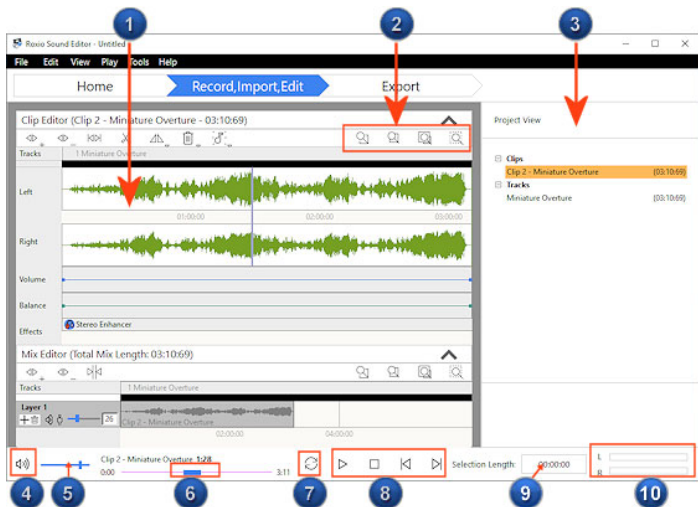 1
2
3
Roxio Sound Editor - Untitled
File Edit View Play Tools Help
Home
Record,Import,Edit
Export
Clip Editor (Clip 2 - Miniature Overture - 03:10:69)
Project View
Tracks
1 Miniature Overture
Clips
Clip 2 - Miniature Overture (03:10:69)
Tracks
Miniature Overture (03:10:69)
Left
01:00:00 02:00:00 03:00:00
Right
Volume
Balance
Effects
Stereo Enhancer
Mix Editor (Total Mix Length: 03:10:69)
Tracks
1 Miniature Overture
Layer 1
26
Clip 2 - Miniature Overture
02:00:00 04:00:00
Clip 2 - Miniature Overture 1:28
0:00 3:11
Selection Length: 00:00:00
L
R
4
5
6
7
8
9
10